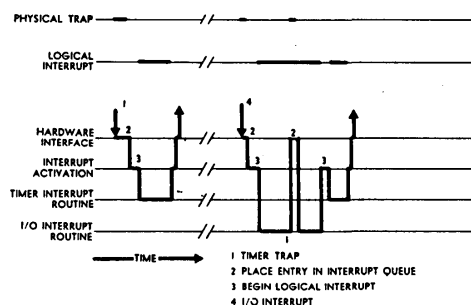 PHYSICAL TRAP
LOGICAL
INTERRUPT
1
4
HARDWARE
INTERFACE
2
2
2
INTERRUPT
ACTIVATION
3
3
3
TIMER INTERRUPT
ROUTINE
I/O INTERRUPT
ROUTINE
1
TIME
1 TIMER TRAP
2 PLACE ENTRY IN INTERRUPT QUEUE
3 BEGIN LOGICAL INTERRUPT
4 I/O INTERRUPT